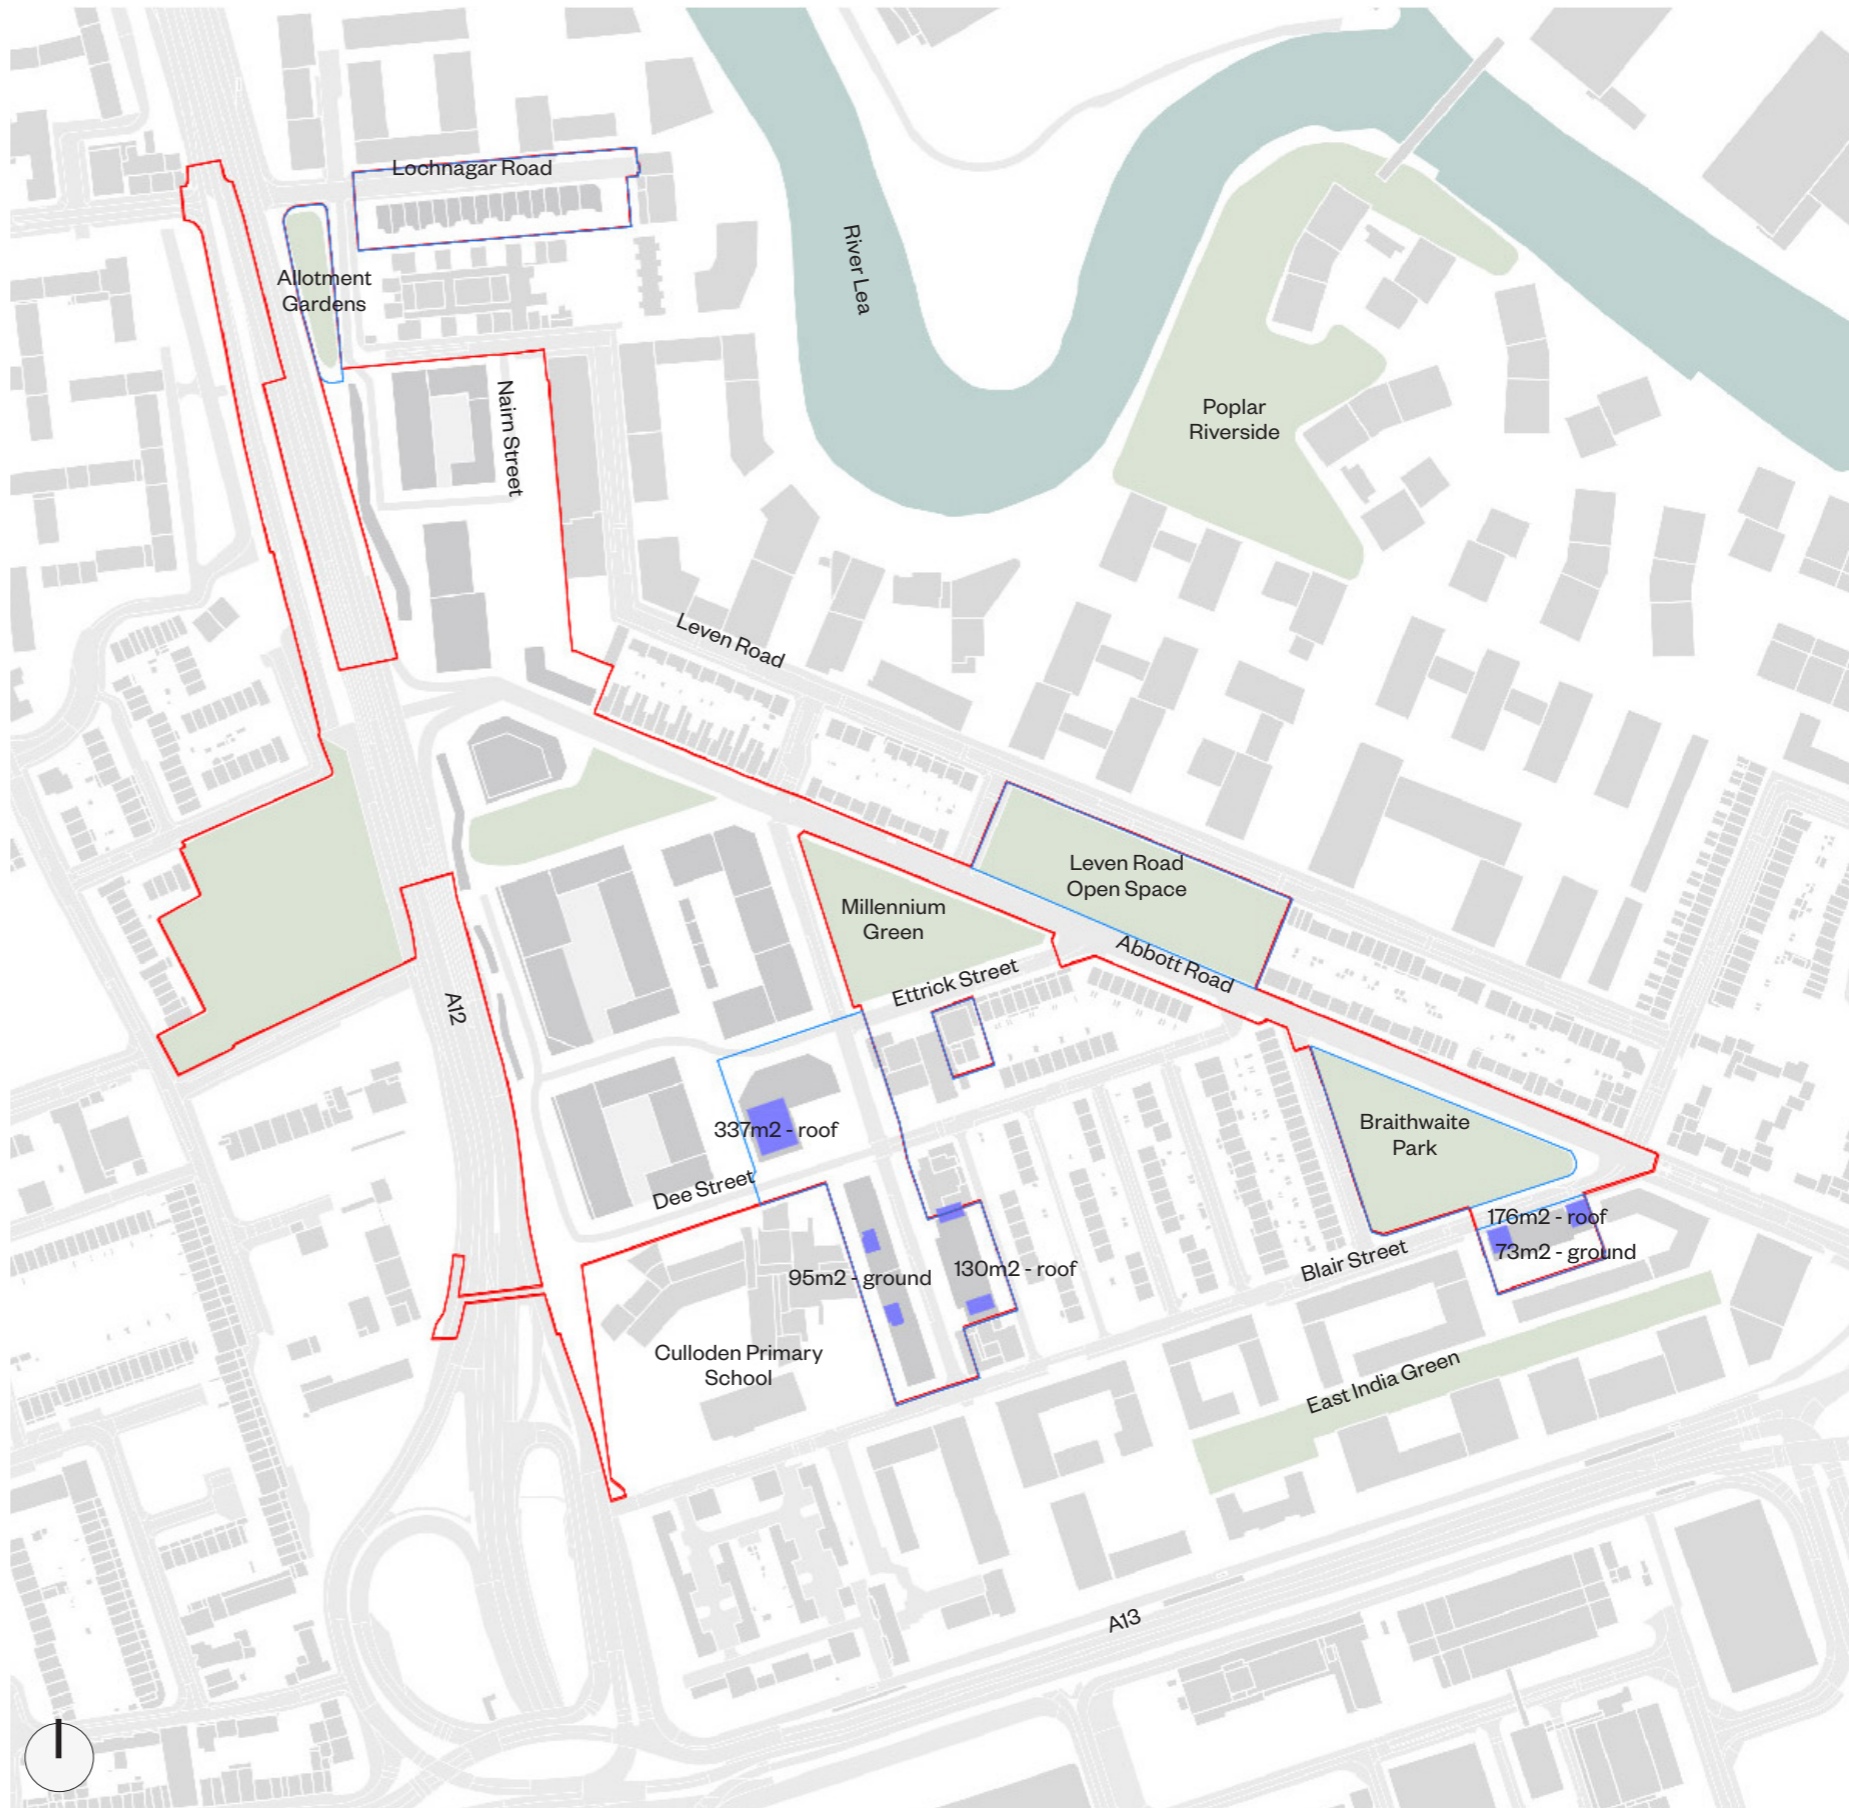 Lochnagar Road
River Lea
Allotment
Gardens
Nairn Street
Poplar
Riverside
Leven Road
Leven Road
Open Space
Millennium
Green
Abbott Road
Ettrick Street
A12
Braithwaite
Park
337m2 - roof
Dee Street
176m2 - roof
73m2 - ground
Blair Street
95m2 - ground
130m2 - roof
Culloden Primary
School
East India Green
A13